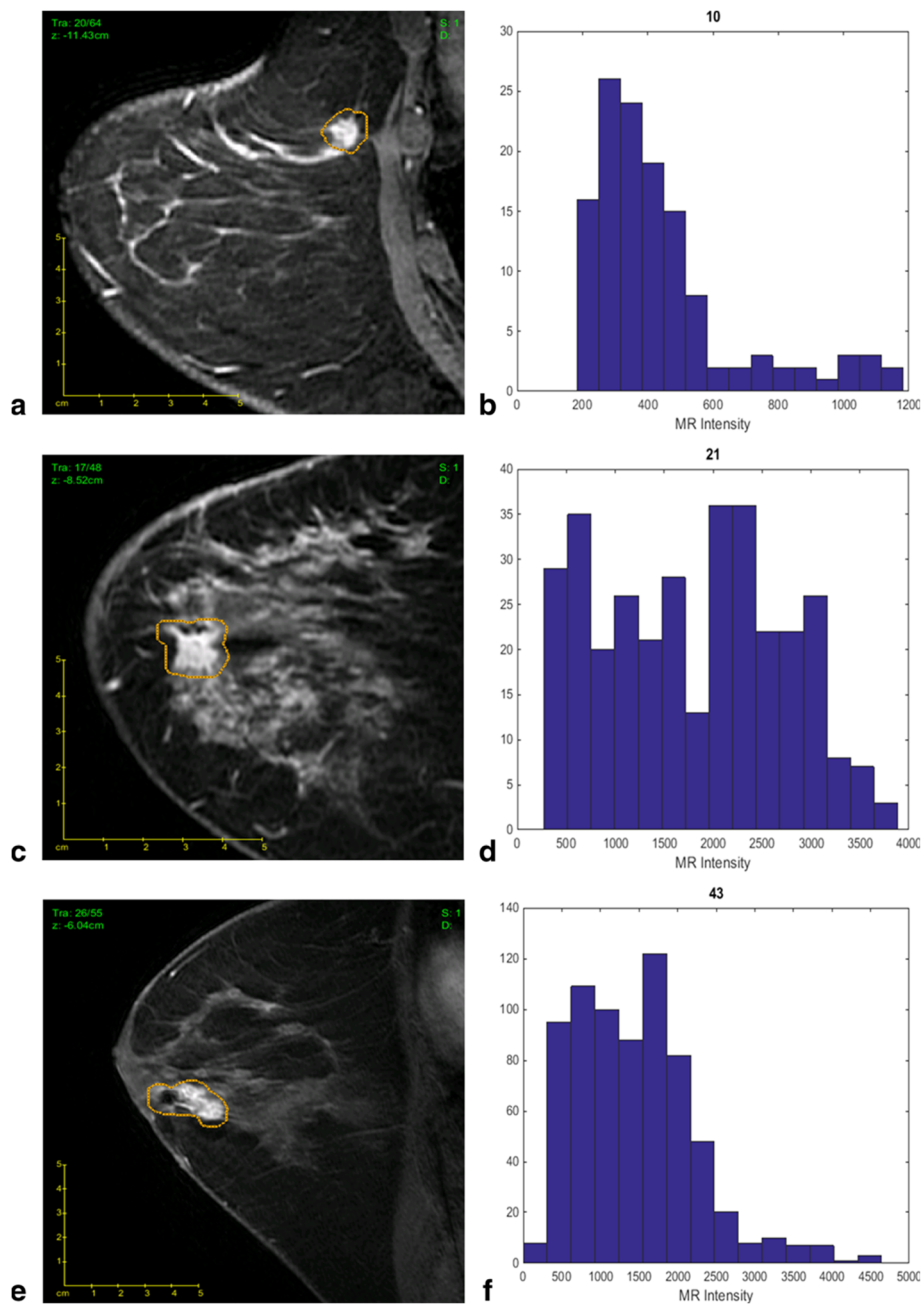 Tra: 20/64
z: -11.43cm
S: 1
D:
5
4
3
2
1
cm 1 2 3 4 5
a
10
30
25
20
15
10
5
0
0 200 400 600 800 1000 1200
MR Intensity
b
Tra: 17/48
z: -8.52cm
S: 1
D:
5
4
3
2
1
cm 1 2 3 4 5
c
21
40
35
30
25
20
15
10
5
0
0 500 1000 1500 2000 2500 3000 3500 4000
MR Intensity
d
Tra: 26/55
z: -6.04cm
S: 1
D:
5
4
3
2
1
cm 1 2 3 4 5
e
43
140
120
100
80
60
40
20
0
0 500 1000 1500 2000 2500 3000 3500 4000 4500 5000
MR Intensity
f